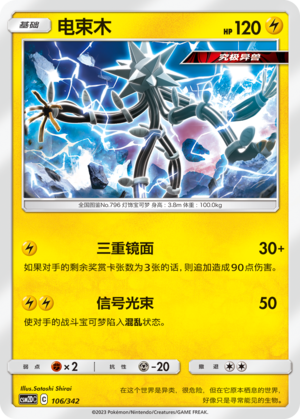 基础 电束木 HP 120
究极异兽
全国图鉴No.796 灯饰宝可梦 身高：3.8m 体重：100.0kg
三重镜面 30+
如果对手的剩余奖赏卡张数为3张的话，则追加造成90点伤害。
信号光束 50
使对手的战斗宝可梦陷入混乱状态。
弱点 ×2 抗性 -20 撤退
Illus.Satoshi Shirai
CSM2DC C 106/342
在这个世界是异类、很危险，但在它原本栖息的世界，
好像只是寻常能见的生物。
©2023 Pokémon/Nintendo/Creatures/GAME FREAK.